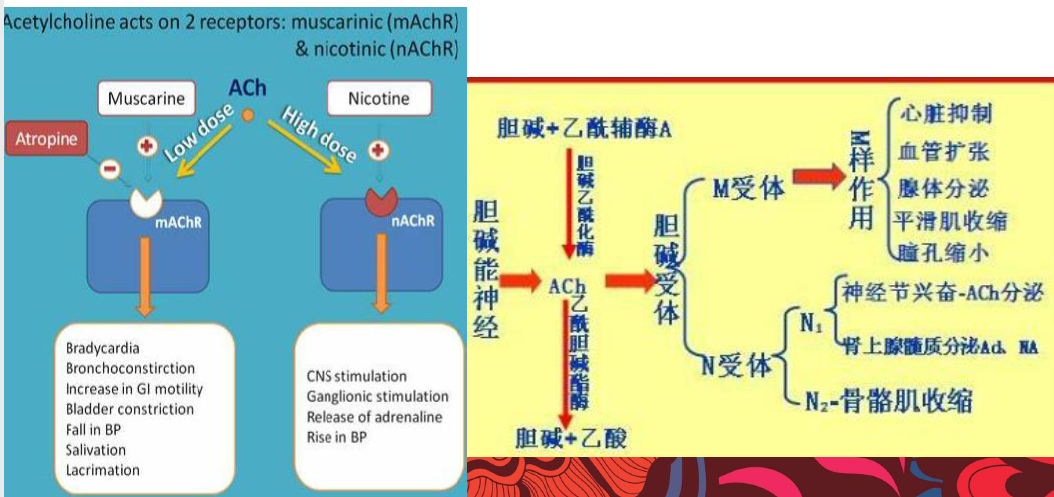 Acetylcholine acts on 2 receptors: muscarinic (mAchR)
& nicotinic (nAChR)
ACh
Muscarine
Nicotine
Atropine
Low dose
High dose
mAChR
nAChR
Bradycardia
Bronchoconstirction
Increase in GI motility
Bladder constriction
Fall in BP
Salivation
Lacrimation
CNS stimulation
Ganglionic stimulation
Release of adrenaline
Rise in BP
胆碱+乙酰辅酶A
胆碱乙酰化酶
胆碱能神经
ACh
乙酰胆碱酯酶
胆碱+乙酸
胆碱受体
M受体
M样作用
心脏抑制
血管扩张
腺体分泌
平滑肌收缩
瞳孔缩小
N受体
N₁
神经节兴奋-ACh分泌
肾上腺髓质分泌Ad、NA
N₂-骨骼肌收缩